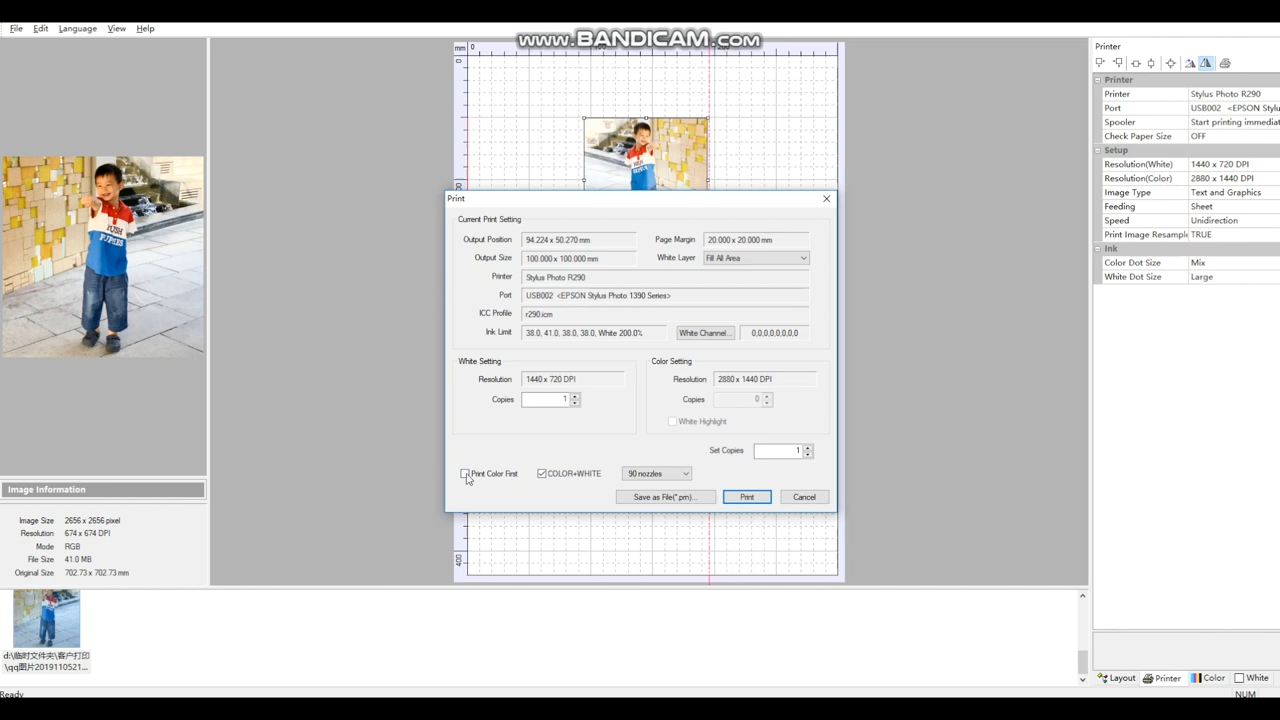 www.BANDICAM.com
File Edit Language View Help
mm 0 100 200
0
Printer
Printer
Printer Stylus Photo R290
Port USB002 <EPSON Stylu
Spooler Start printing immediat
Check Paper Size OFF
Setup
Resolution(White) 1440 x 720 DPI
Resolution(Color) 2880 x 1440 DPI
Image Type Text and Graphics
Feeding Sheet
Speed Unidirection
Print Image Resample TRUE
Ink
Color Dot Size Mix
White Dot Size Large
Print
Current Print Setting
Output Position 94.224 x 50.270 mm Page Margin 20.000 x 20.000 mm
Output Size 100.000 x 100.000 mm White Layer Fill All Area
Printer Stylus Photo R290
Port USB002 <EPSON Stylus Photo 1390 Series>
ICC Profile r290.icm
Ink Limit 38.0, 41.0, 38.0, 38.0, White 200.0% White Channel... 0,0,0,0,0,0,0,0
White Setting Color Setting
Resolution 1440 x 720 DPI Resolution 2880 x 1440 DPI
Copies 1 Copies 0
White Highlight
Set Copies 1
Print Color First COLOR+WHITE 90 nozzles
Save as File(*.prn)... Print Cancel
400
PUSH
Image Information
Image Size 2656 x 2656 pixel
Resolution 674 x 674 DPI
Mode RGB
File Size 41.0 MB
Original Size 702.73 x 702.73 mm
d:\临时文件夹\客户打印
\qq图片2019110521...
Layout Printer Color White
Ready NUM